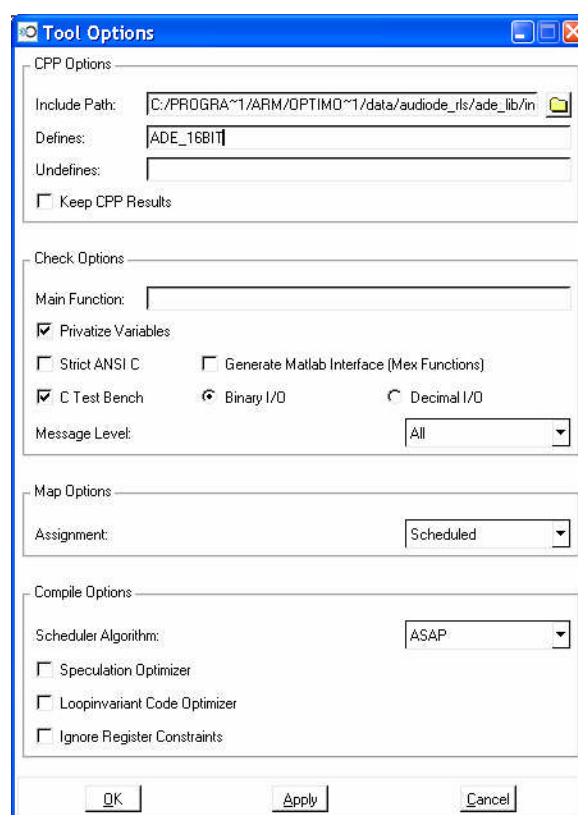 Tool Options
CPP Options
Include Path: C:/PROGRA~1/ARM/OPTIMO~1/data/audiode_rls/ade_lib/in
Defines: ADE_16BIT
Undefines:
Keep CPP Results
Check Options
Main Function:
Privatize Variables
Strict ANSI C Generate Matlab Interface (Mex Functions)
C Test Bench Binary I/O Decimal I/O
Message Level: All
Map Options
Assignment: Scheduled
Compile Options
Scheduler Algorithm: ASAP
Speculation Optimizer
Loopinvariant Code Optimizer
Ignore Register Constraints
OK Apply Cancel